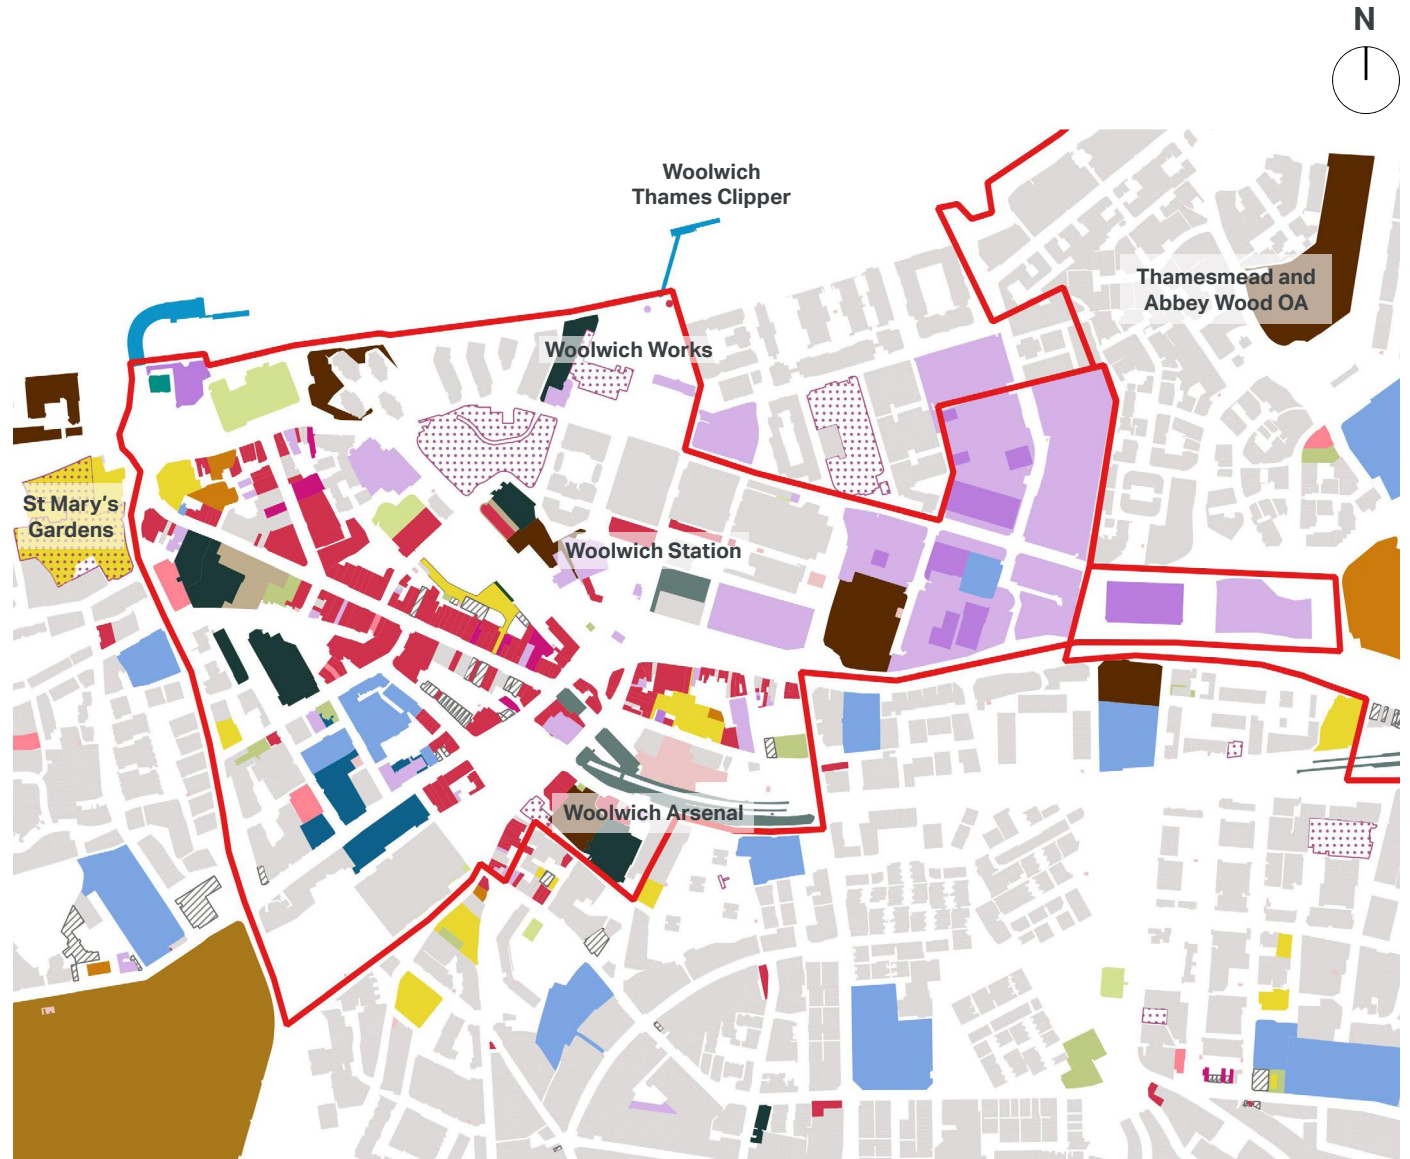 N
Woolwich
Thames Clipper
Thamesmead and
Abbey Wood OA
Woolwich Works
St Mary's
Gardens
Woolwich Station
Woolwich Arsenal